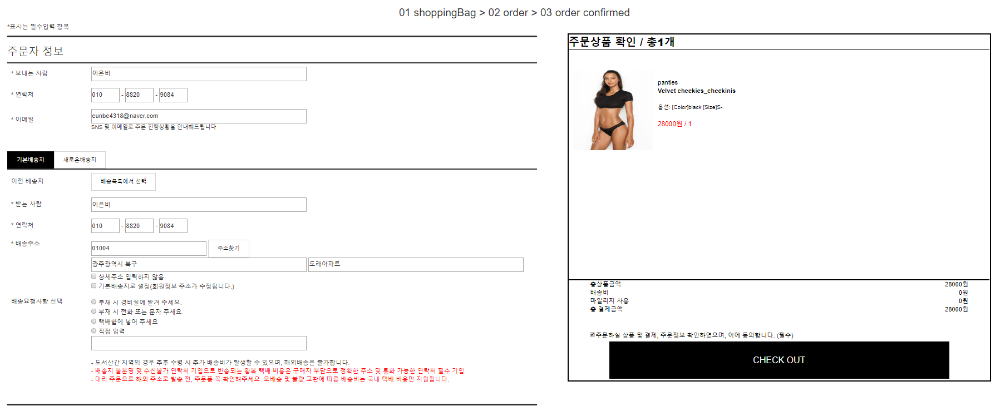 01 shoppingBag > 02 order > 03 order confirmed
*표시는 필수입력 항목
주문자 정보
* 보내는 사람
이은비
* 연락처
010 - 8820 - 9084
* 이메일
eunbe4318@naver.com
SNS 및 이메일로 주문 진행상황을 안내해드립니다
기본배송지 새로운배송지
이전 배송지
배송목록에서 선택
* 받는 사람
이은비
* 연락처
010 - 8820 - 9084
* 배송주소
01004 주소찾기
광주광역시 북구 도래아파트
상세주소 입력하지 않음
기본배송지로 설정(회원정보 주소가 수정됩니다.)
배송요청사항 선택
부재 시 경비실에 맡겨 주세요.
부재 시 전화 또는 문자 주세요.
택배함에 넣어 주세요.
직접 입력
- 도서산간 지역의 경우 추후 수령 시 추가 배송비가 발생할 수 있으며, 해외배송은 불가합니다.
- 배송지 불분명 및 수신불가 연락처 기입으로 반송되는 왕복 택배 비용은 구매자 부담으로 정확한 주소 및 통화 가능한 연락처 필수 기입.
- 대리 주문으로 해외 주소로 발송 전, 주문품 꼭 확인해주세요. 오배송 및 불량 교환에 따른 배송비는 국내 택배 비용만 지원됩니다.
주문상품 확인 / 총1개
panties
Velvet cheekies_cheekinis
옵션: [Color]black [Size]S-
28000원 / 1
총상품금액 28000원
배송비 0원
마일리지 사용 0원
총 결제금액 28000원
주문하실 상품 및 결제, 주문정보 확인하였으며, 이에 동의합니다. (필수)
CHECK OUT